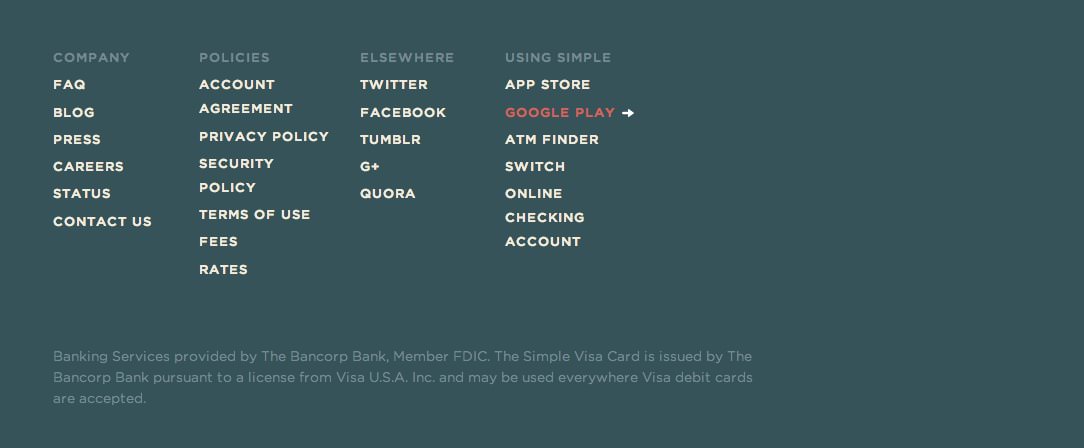 COMPANY
FAQ
BLOG
PRESS
CAREERS
STATUS
CONTACT US
POLICIES
ACCOUNT
AGREEMENT
PRIVACY POLICY
SECURITY
POLICY
TERMS OF USE
FEES
RATES
ELSEWHERE
TWITTER
FACEBOOK
TUMBLR
G+
QUORA
USING SIMPLE
APP STORE
GOOGLE PLAY →
ATM FINDER
SWITCH
ONLINE
CHECKING
ACCOUNT
Banking Services provided by The Bancorp Bank, Member FDIC. The Simple Visa Card is issued by The
Bancorp Bank pursuant to a license from Visa U.S.A. Inc. and may be used everywhere Visa debit cards
are accepted.